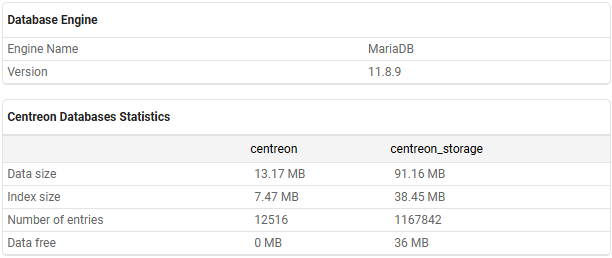 Database Engine
Engine Name MariaDB
Version 11.8.9
Centreon Databases Statistics
centreon centreon_storage
Data size 13.17 MB 91.16 MB
Index size 7.47 MB 38.45 MB
Number of entries 12516 1167842
Data free 0 MB 36 MB